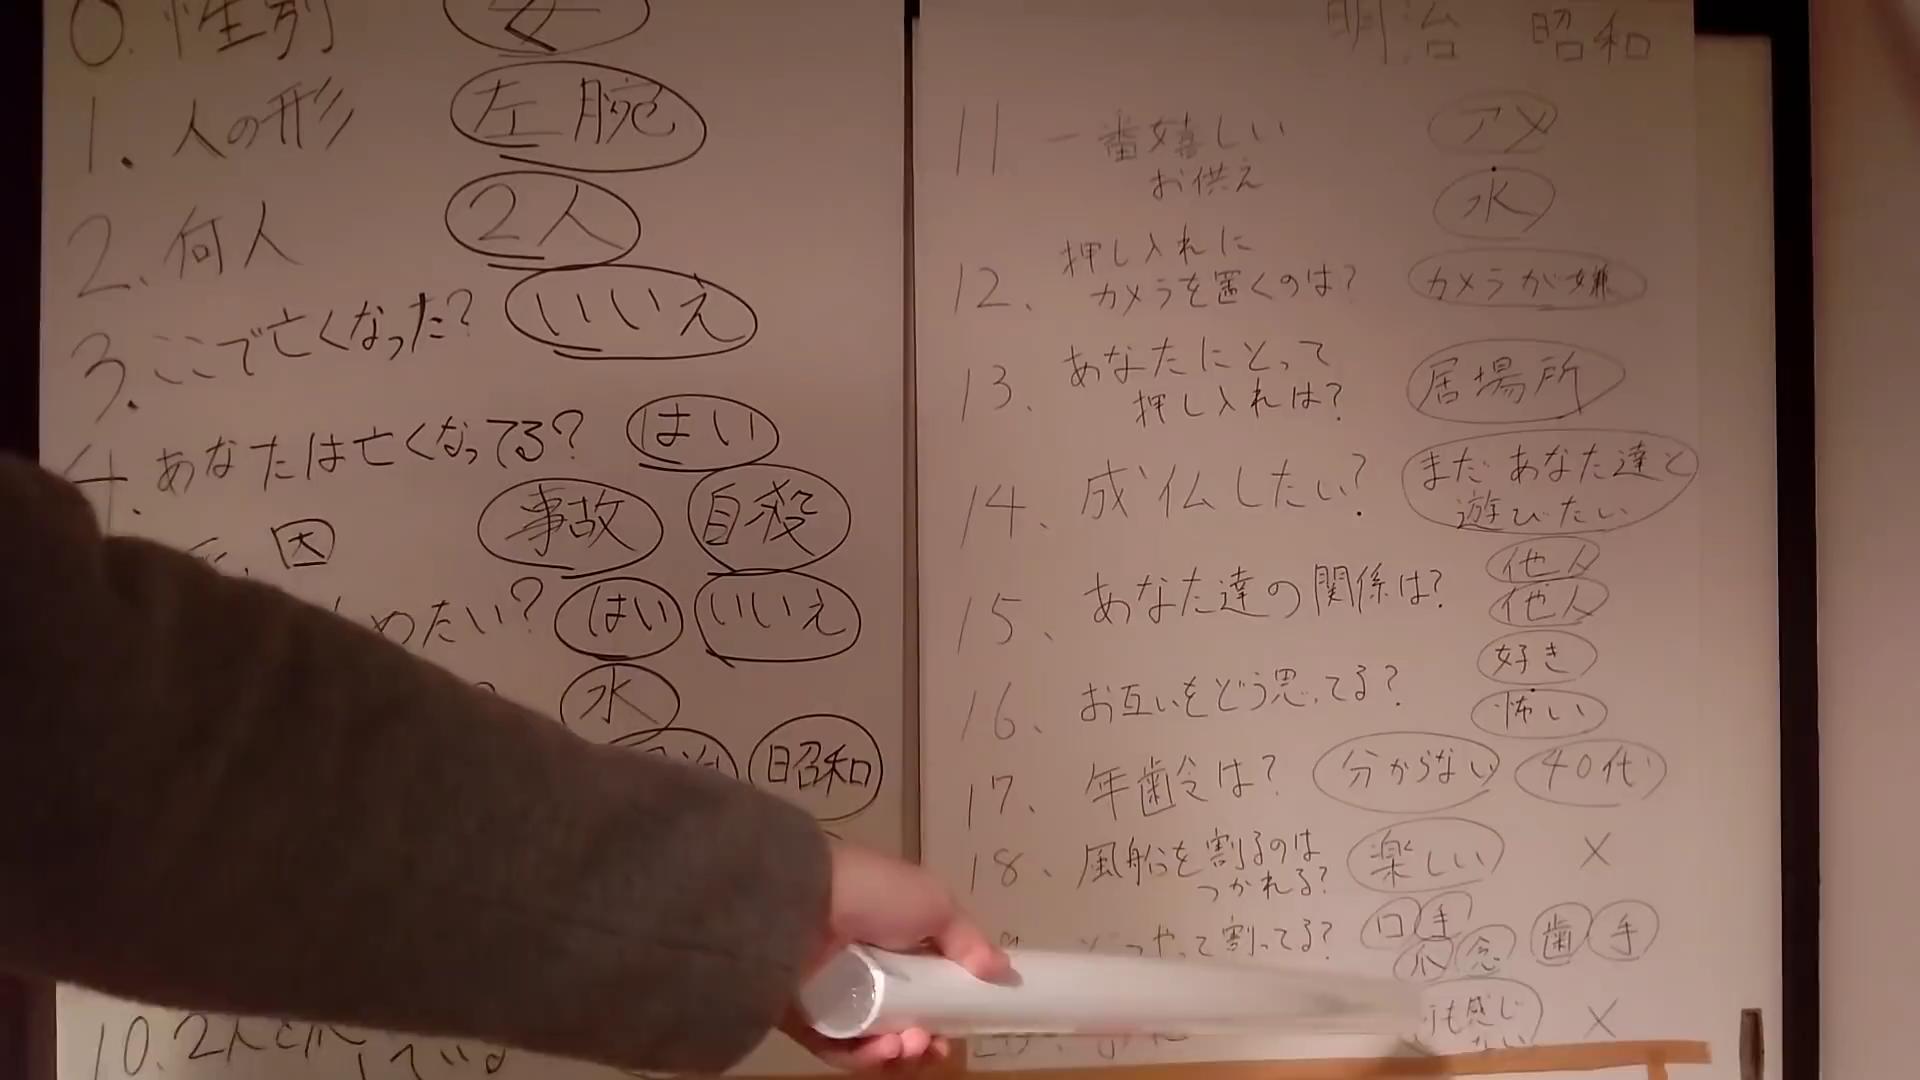 0. 性別 女
1. 人の形 左腕
2. 何人 2人
3. ここで亡くなった? いいえ
4. あなたは亡くなってる? はい
因 事故 自殺
めたい? はい いいえ
水
昭和
10. 2人
明治 昭和
11 一番嬉しい アメ
お供え 水
12. 押し入れに
カメラを置くのは? カメラが嫌
13. あなたにとって
押し入れは? 居場所
14. 成仏したい? まだあなた達と
遊びたい
15. あなた達の関係は? 他人
他人
16. お互いをどう思ってる? 好き
怖い
17. 年齢は? 分からない 40代
18. 風船を割るのは 楽しい ×
つかれる?
やって割ってる? 口 手 歯 手
爪 念
も感じ ×
ない